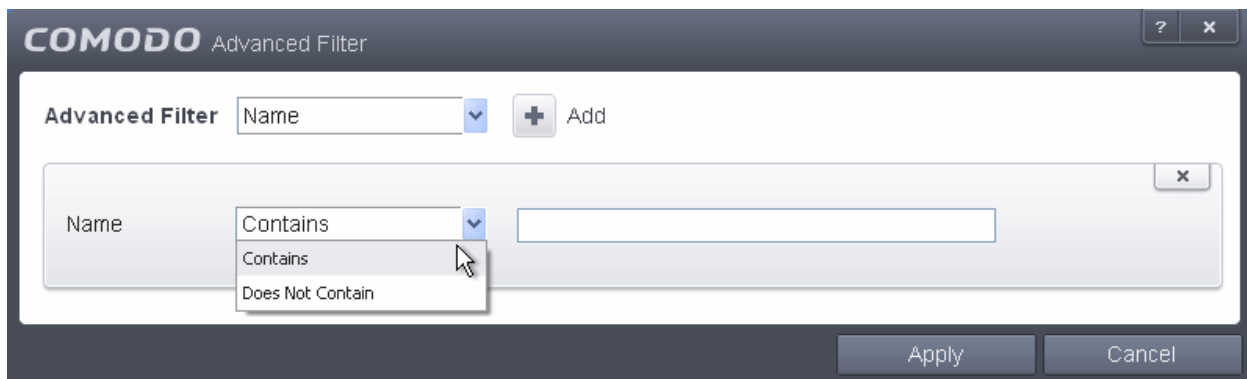 COMODO Advanced Filter ? x
Advanced Filter Name + Add
x
Name Contains
Contains
Does Not Contain
Apply Cancel